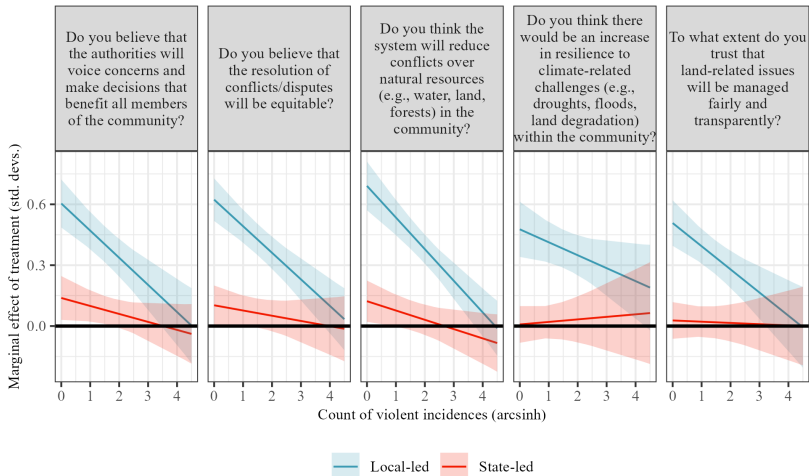 Do you believe that
the authorities will
voice concerns and
make decisions that
benefit all members
of the community?
Do you believe that
the resolution of
conflicts/disputes
will be equitable?
Do you think the
system will reduce
conflicts over
natural resources
(e.g., water, land,
forests) in the
community?
Do you think there
would be an increase
in resilience to
climate-related
challenges (e.g.,
droughts, floods,
land degradation)
within the community?
To what extent do you
trust that
land-related issues
will be managed
fairly and
transparently?
Marginal effect of treatment (std. devs.)
0.6
0.3
0.0
0 1 2 3 4
0 1 2 3 4
0 1 2 3 4
0 1 2 3 4
0 1 2 3 4
Count of violent incidences (arcsinh)
Local-led
State-led